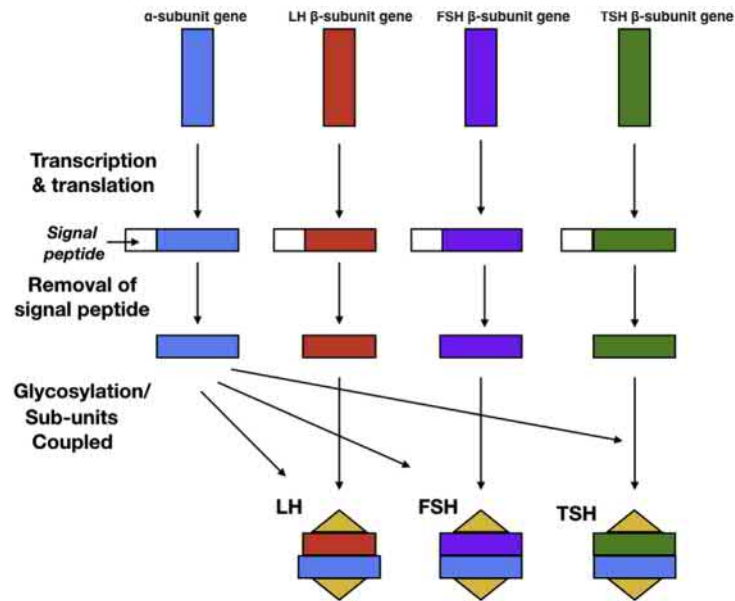 α-subunit gene
LH β-subunit gene
FSH β-subunit gene
TSH β-subunit gene
Transcription
& translation
Signal
peptide
Removal of
signal peptide
Glycosylation/
Sub-units
Coupled
LH
FSH
TSH